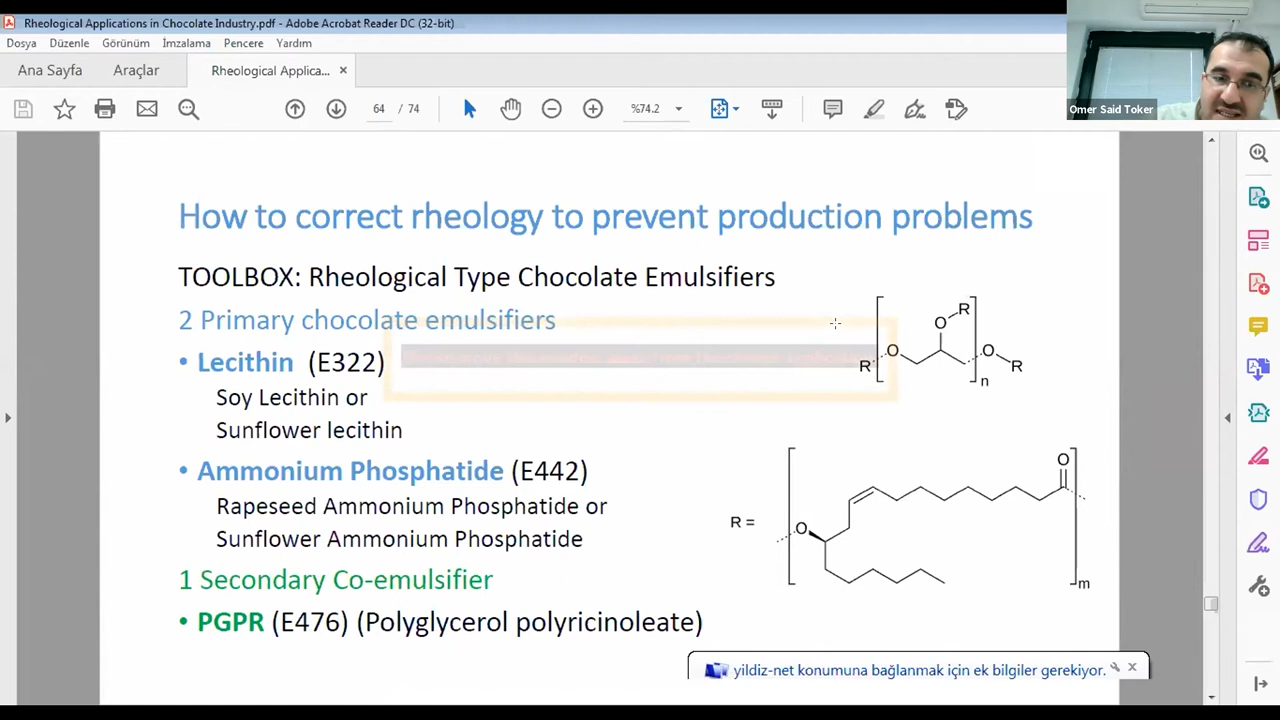 Rheological Applications in Chocolate Industry.pdf - Adobe Acrobat Reader DC (32-bit)
Dosya Düzenle Görünüm İmzalama Pencere Yardım
Ana Sayfa Araçlar Rheological Applica... ×
64 / 74 %74.2
Omer Said Toker
How to correct rheology to prevent production problems
TOOLBOX: Rheological Type Chocolate Emulsifiers
2 Primary chocolate emulsifiers
• Lecithin (E322)
Soy Lecithin or
Sunflower lecithin
• Ammonium Phosphatide (E442)
Rapeseed Ammonium Phosphatide or
Sunflower Ammonium Phosphatide
1 Secondary Co-emulsifier
• PGPR (E476) (Polyglycerol polyricinoleate)
R O O R O R n
R = O O m
yildiz-net konumuna bağlanmak için ek bilgiler gerekiyor.